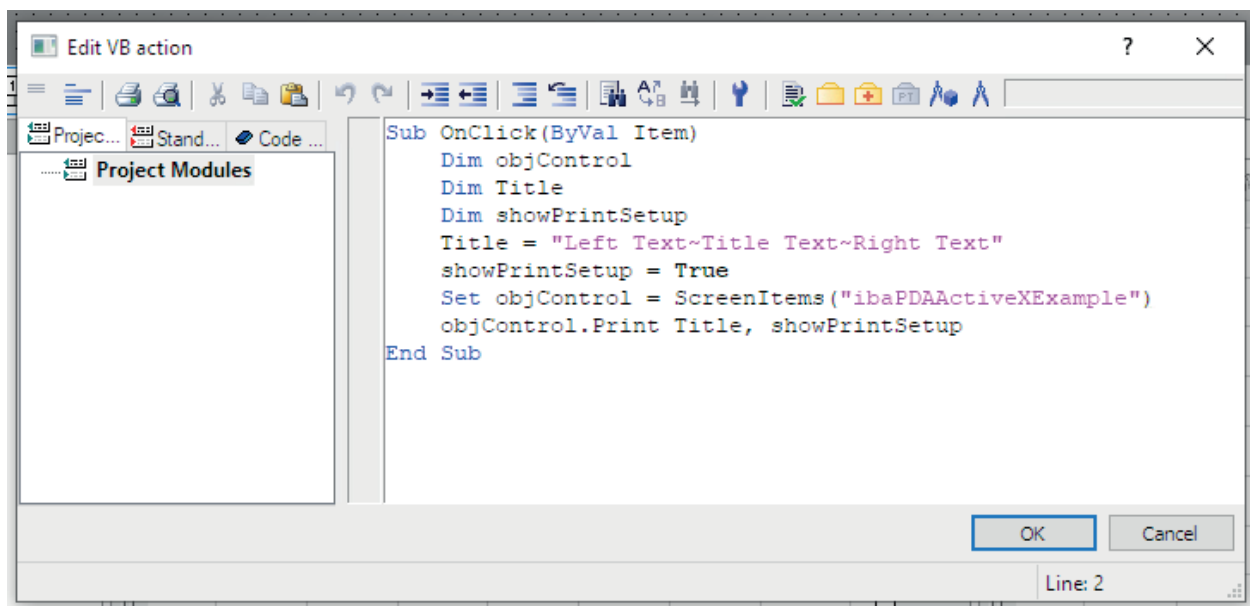 Edit VB action
?
Projec... Stand... Code ...
Project Modules
Sub OnClick(ByVal Item)
Dim objControl
Dim Title
Dim showPrintSetup
Title = "Left Text~Title Text~Right Text"
showPrintSetup = True
Set objControl = ScreenItems("ibaPDAActiveXExample")
objControl.Print Title, showPrintSetup
End Sub
OK Cancel
Line: 2